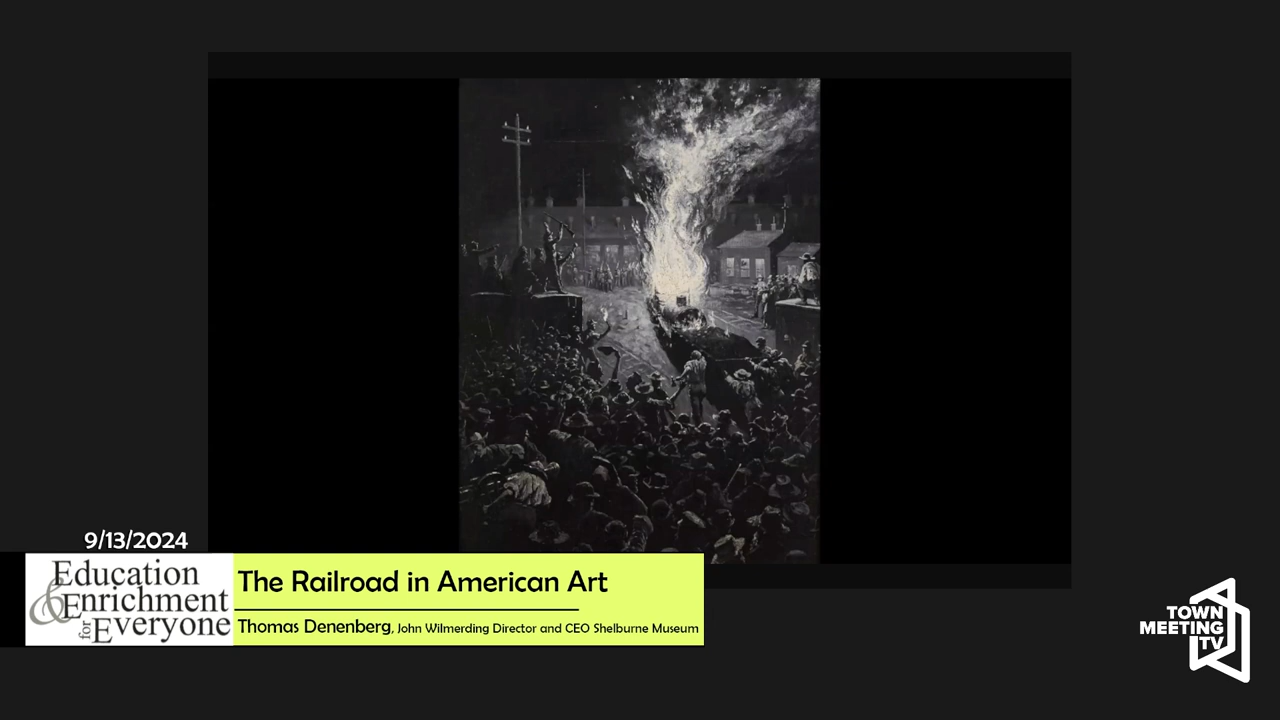 9/13/2024
Education
& Enrichment
for Everyone
The Railroad in American Art
Thomas Denenberg, John Wilmerding Director and CEO Shelburne Museum
TOWN
MEETING
TV